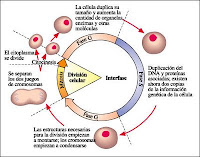 La célula duplica su
tamaño y aumenta la
cantidad de organelos,
enzimas y otras
moléculas
El citoplasma
se divide
Citocinesis
Fase G
Se separan
los dos juegos
de cromosomas
Mitosis
División
celular
Interfase
Fase S
Duplicación del
DNA y proteínas
asociadas; existen
ahora dos copias
de la información
genética de la célula
Fase G
Las estructuras necesarias
para la división empiezan a
montarse; los cromosomas
empiezan a condensarse